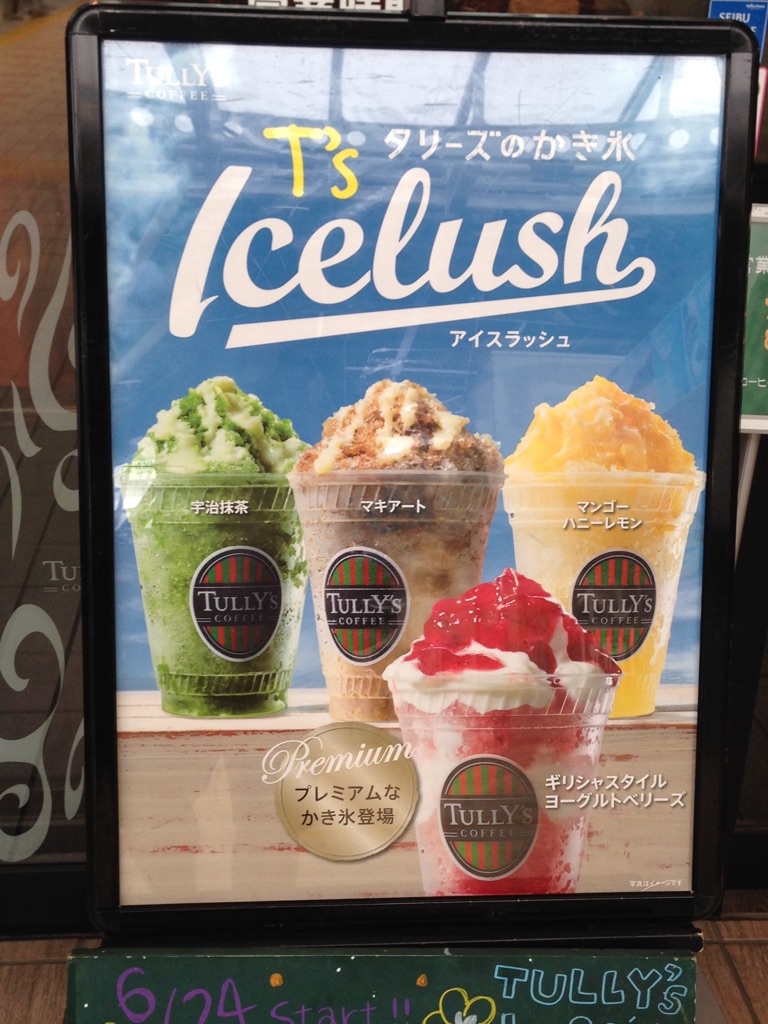 SEIBU
TULLY'S
COFFEE
T's タリーズのかき氷
Icelush
アイスラッシュ
宇治抹茶
マキアート
マンゴー
ハニーレモン
TULLY'S
COFFEE
TULLY'S
COFFEE
TULLY'S
COFFEE
Premium
プレミアムな
かき氷登場
ギリシャスタイル
ヨーグルトベリーズ
TULLY'S
COFFEE
写真はイメージです
6/24 start!!
TULLY'S